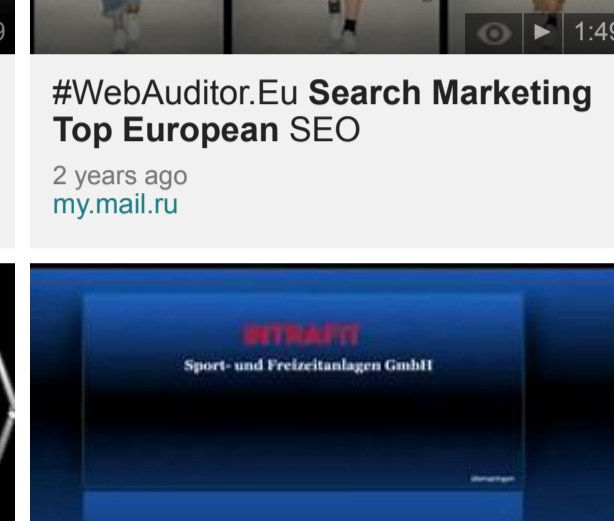 1:49
#WebAuditor.Eu Search Marketing
Top European SEO
2 years ago
my.mail.ru
INTRAFIT
Sport- und Freizeitanlagen GmbH